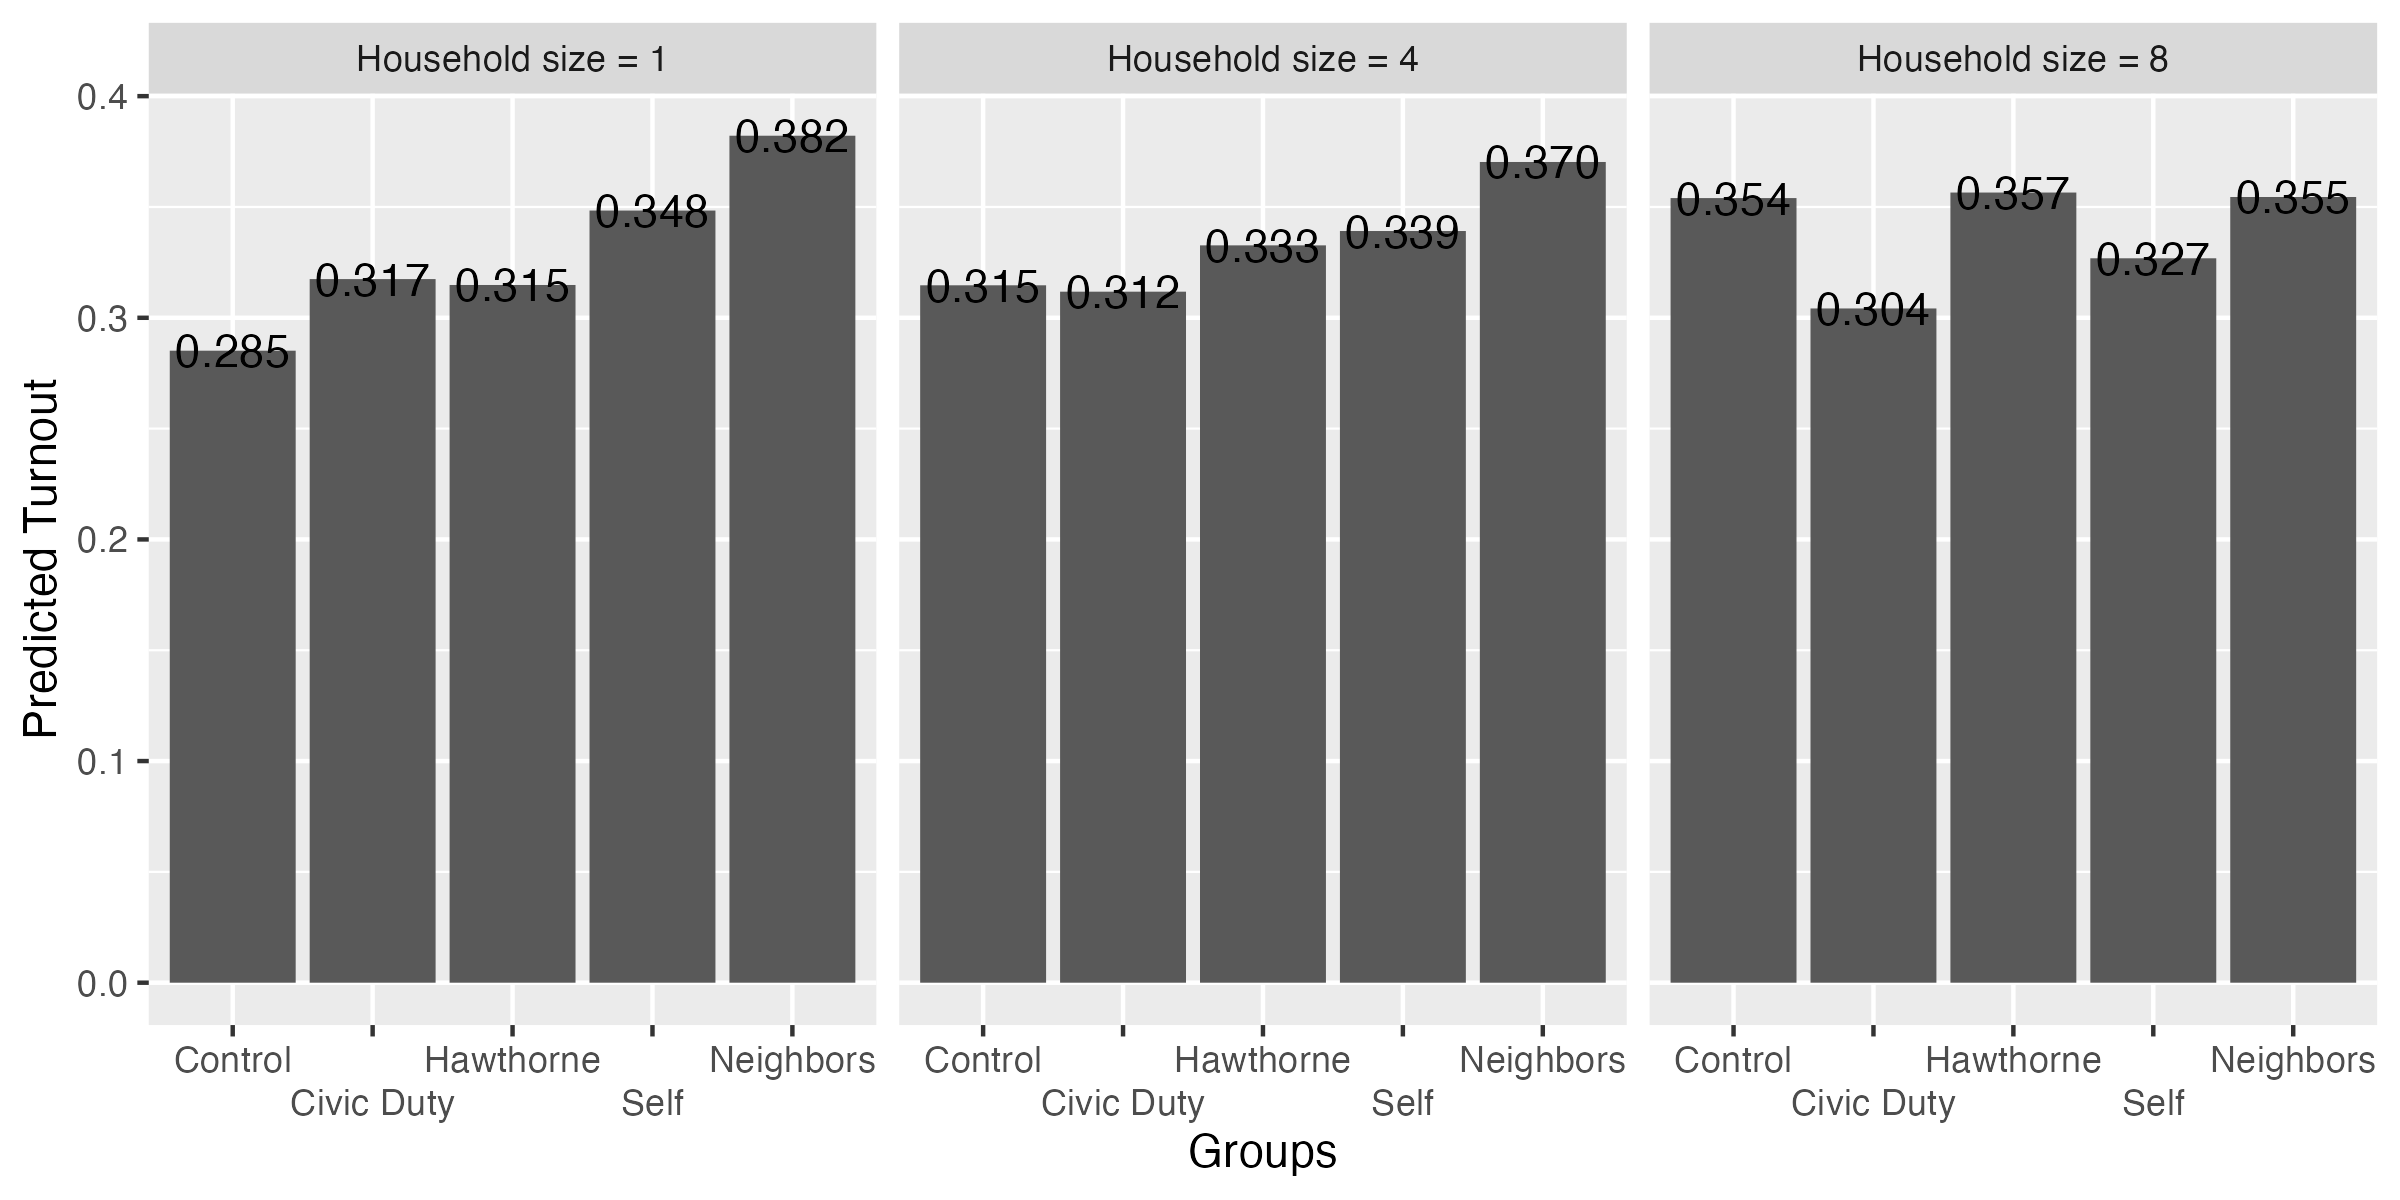 Household size = 1
Household size = 4
Household size = 8
Predicted Turnout
0.4
0.3
0.2
0.1
0.0
0.285
0.317
0.315
0.348
0.382
0.315
0.312
0.333
0.339
0.370
0.354
0.304
0.357
0.327
0.355
Control
Civic Duty
Hawthorne
Self
Neighbors
Control
Civic Duty
Hawthorne
Self
Neighbors
Control
Civic Duty
Hawthorne
Self
Neighbors
Groups